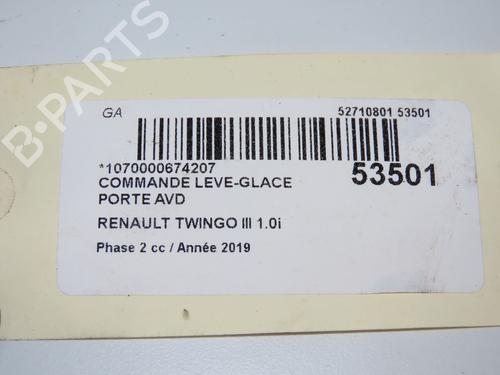 GA
52710801 53501
*1070000674207
53501
COMMANDE LEVE-GLACE
PORTE AVD
RENAULT TWINGO III 1.0i
Phase 2 cc / Année 2019
B-PARTS